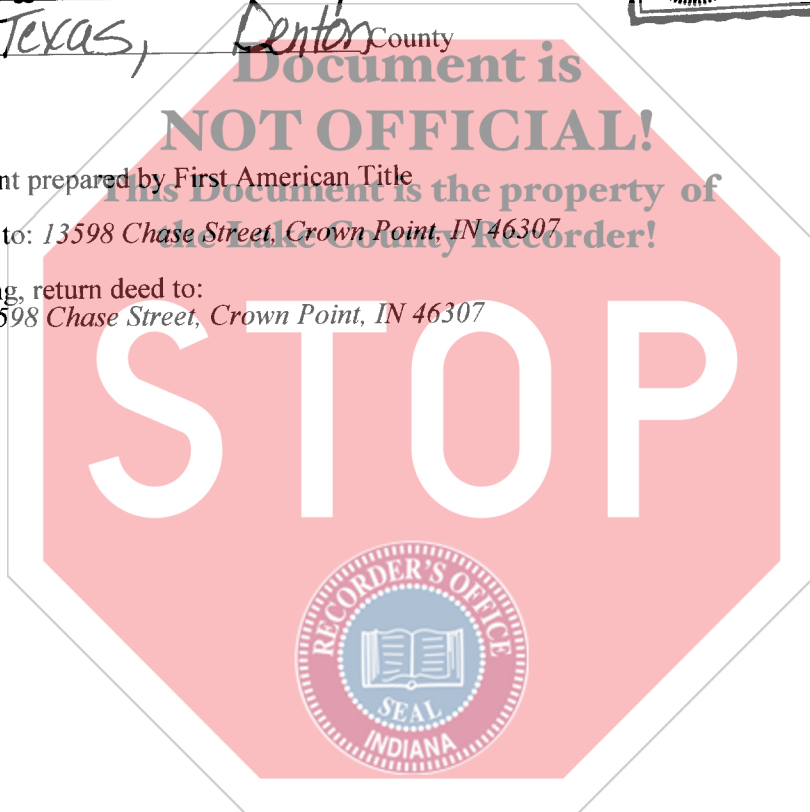 Texas, Denton County
Document is
NOT OFFICIAL!
nt prepared by First American Title
This Document is the property of
to: 13598 Chase Street, Crown Point, IN 46307
the Lake County Recorder!
g, return deed to:
598 Chase Street, Crown Point, IN 46307
STOP
RECORDER'S OFFICE
SEAL
INDIANA